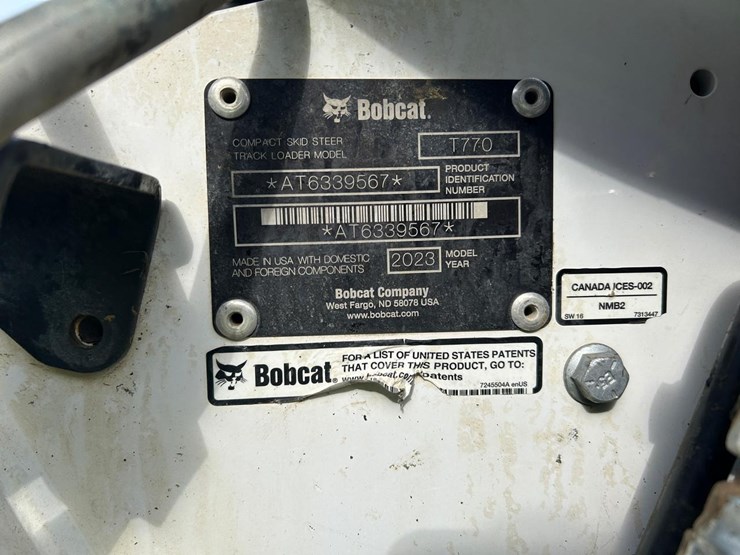 Bobcat.
COMPACT SKID STEER
TRACK LOADER MODEL
T770
*AT6339567*
PRODUCT
IDENTIFICATION
NUMBER
*AT6339567*
MADE IN USA WITH DOMESTIC
AND FOREIGN COMPONENTS
2023
MODEL
YEAR
Bobcat Company
West Fargo, ND 58078 USA
www.bobcat.com
CANADA ICES-002
NMB2
SW 16 7313447
Bobcat.
FOR A LIST OF UNITED STATES PATENTS
THAT COVER THIS PRODUCT, GO TO:
7245504A enUS